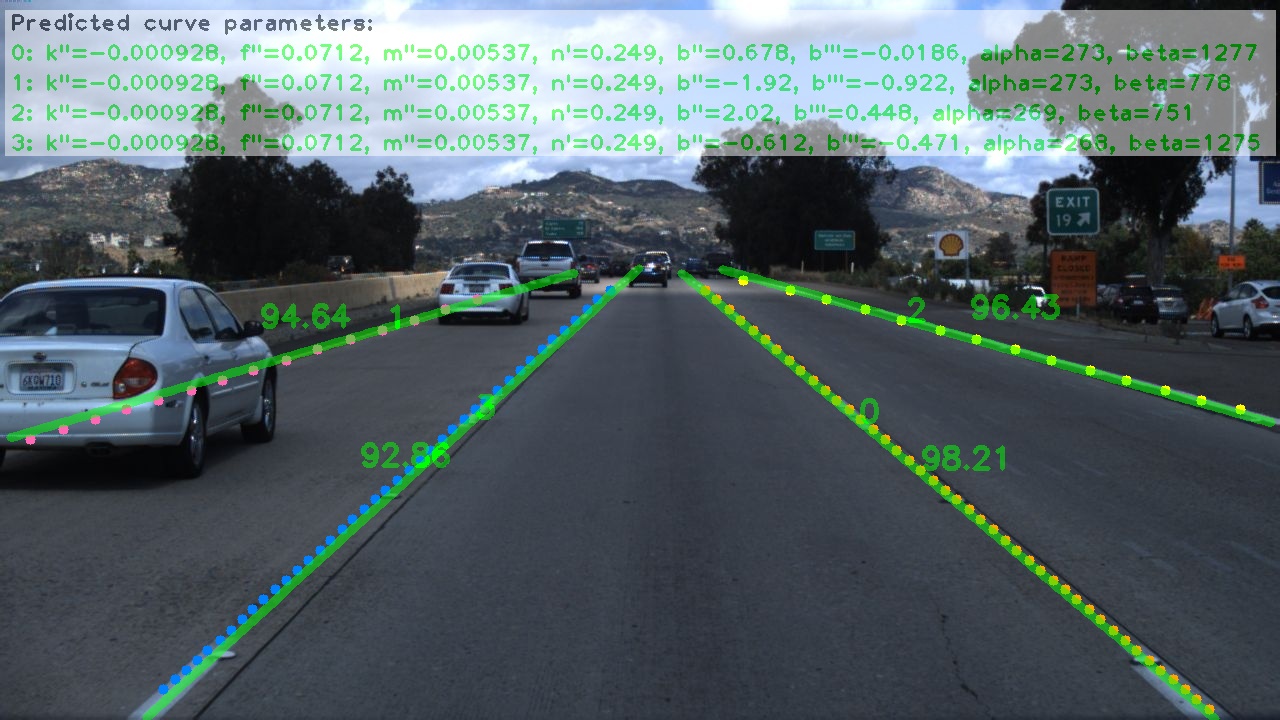 Predicted curve parameters:
0: k''=-0.000928, f''=0.0712, m''=0.00537, n'=0.249, b''=0.678, b'''=-0.0186, alpha=273, beta=1277
1: k''=-0.000928, f''=0.0712, m''=0.00537, n'=0.249, b''=-1.92, b'''=-0.922, alpha=273, beta=778
2: k''=-0.000928, f''=0.0712, m''=0.00537, n'=0.249, b''=2.02, b'''=0.448, alpha=269, beta=751
3: k''=-0.000928, f''=0.0712, m''=0.00537, n'=0.249, b''=-0.612, b'''=-0.471, alpha=268, beta=1275
EXIT
19
RAMP
CLOSED
94.64 1
2 96.43
6KOW710
3
0
92.86
98.21